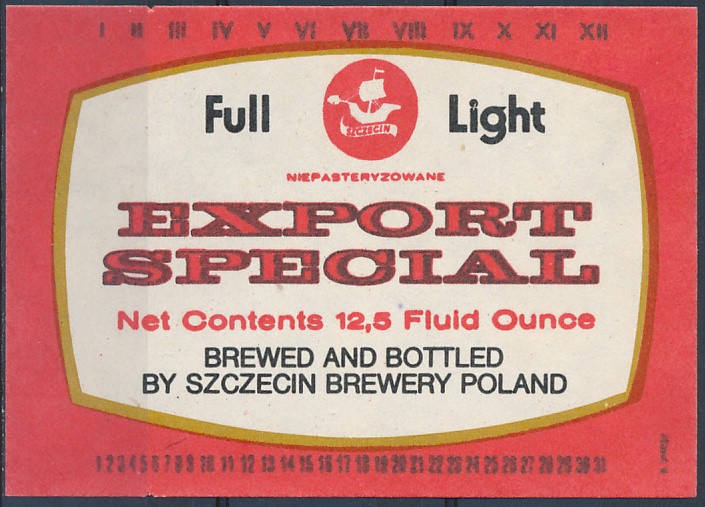 I II III IV V VI VII VIII IX X XI XII
Full Light
SZCZECIN
NIEPASTERYZOWANE
EXPORT
SPECIAL
Net Contents 12,5 Fluid Ounce
BREWED AND BOTTLED
BY SZCZECIN BREWERY POLAND
1 2 3 4 5 6 7 8 9 10 11 12 13 14 15 16 17 18 19 20 21 22 23 24 25 26 27 28 29 30 31